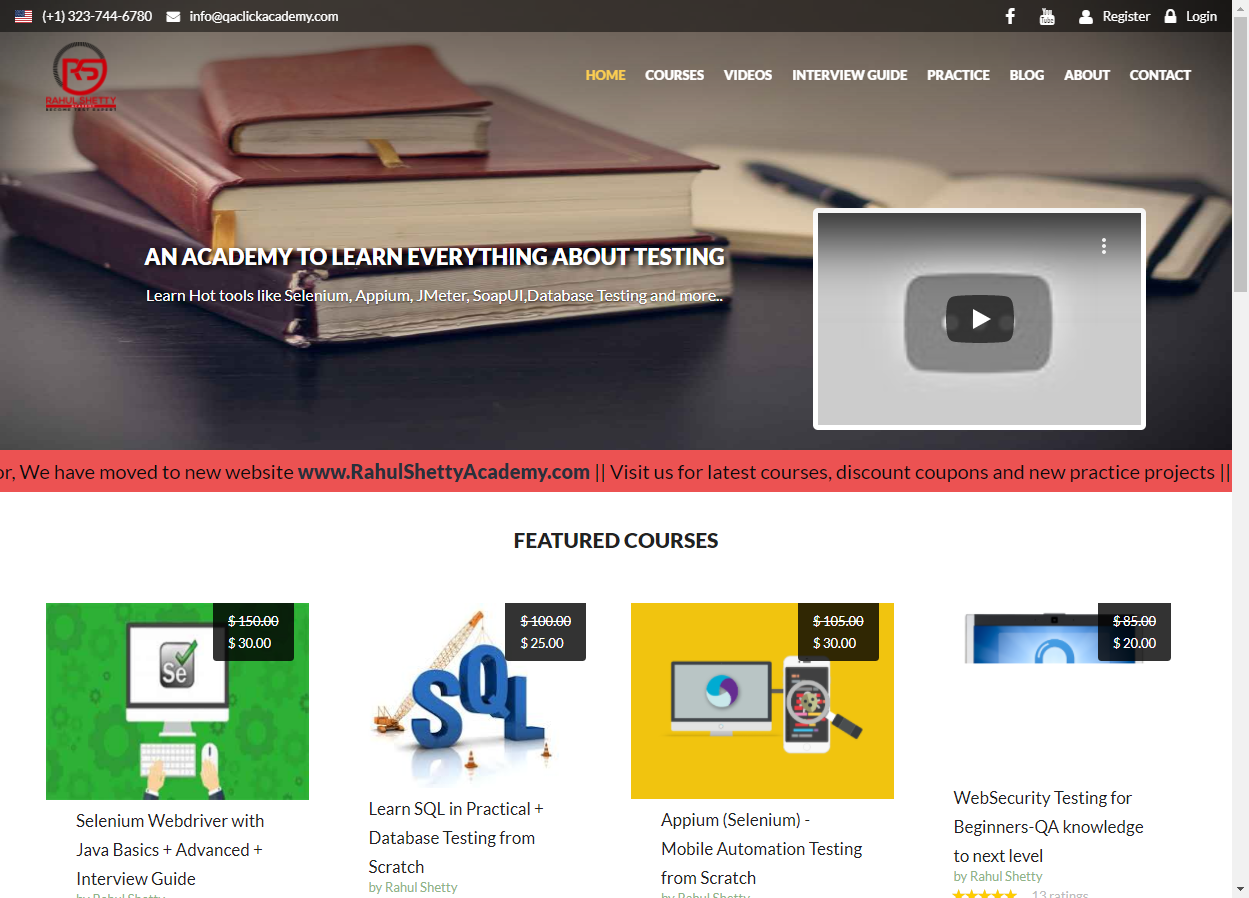 (+1) 323-744-6780 info@qaclickacademy.com Register Login
RAHUL SHETTY
HOME COURSES VIDEOS INTERVIEW GUIDE PRACTICE BLOG ABOUT CONTACT
AN ACADEMY TO LEARN EVERYTHING ABOUT TESTING
Learn Hot tools like Selenium, Appium, JMeter, SoapUI,Database Testing and more..
or, We have moved to new website www.RahulShettyAcademy.com || Visit us for latest courses, discount coupons and new practice projects ||
FEATURED COURSES
$ 150.00
$ 30.00
Se
Selenium Webdriver with
Java Basics + Advanced +
Interview Guide
by Rahul Shetty
$ 100.00
$ 25.00
SQL
Learn SQL in Practical +
Database Testing from
Scratch
by Rahul Shetty
$ 105.00
$ 30.00
Appium (Selenium) -
Mobile Automation Testing
from Scratch
by Rahul Shetty
$ 85.00
$ 20.00
WebSecurity Testing for
Beginners-QA knowledge
to next level
by Rahul Shetty
13 ratings